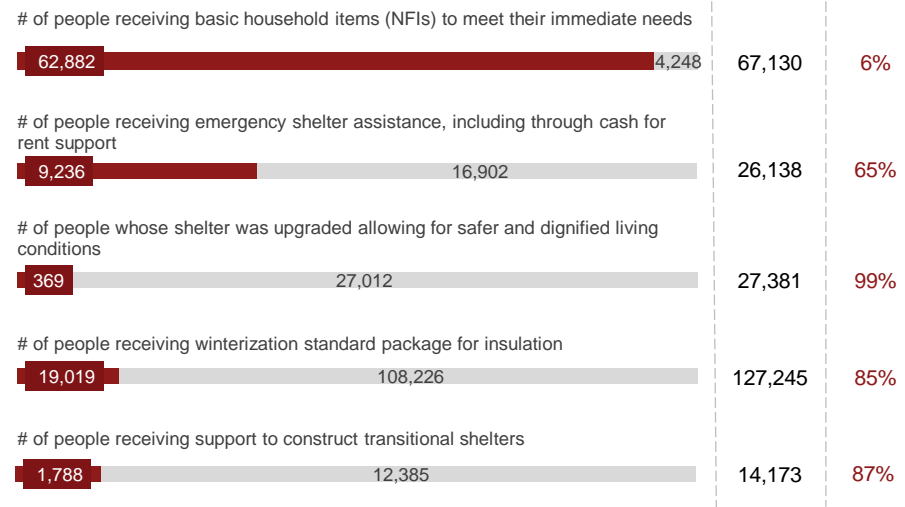 # of people receiving basic household items (NFIs) to meet their immediate needs
62,882 4,248 67,130 6%
# of people receiving emergency shelter assistance, including through cash for
rent support
9,236 16,902 26,138 65%
# of people whose shelter was upgraded allowing for safer and dignified living
conditions
369 27,012 27,381 99%
# of people receiving winterization standard package for insulation
19,019 108,226 127,245 85%
# of people receiving support to construct transitional shelters
1,788 12,385 14,173 87%